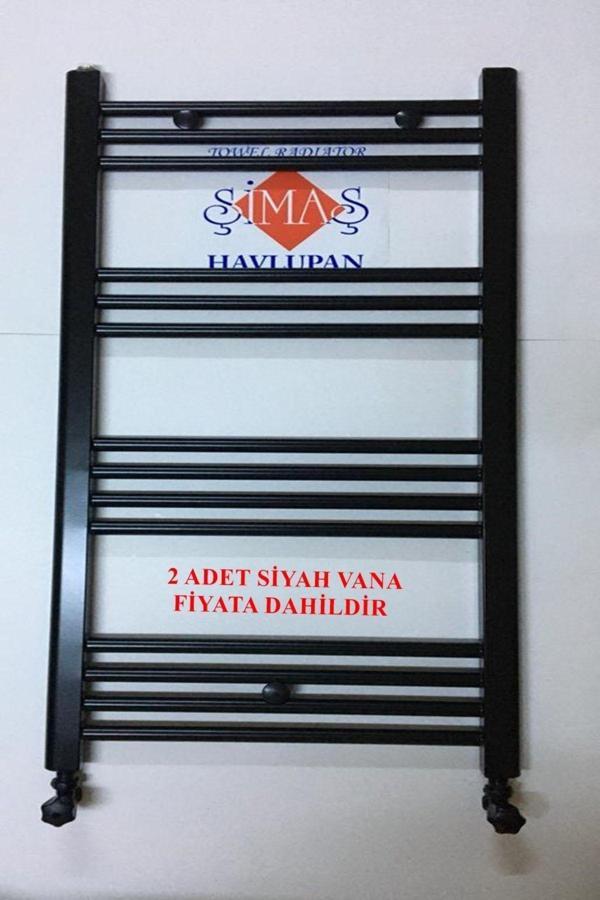 TOWEL RADIATOR
ŞİMAŞ
HAVLUPAN
2 ADET SİYAH VANA
FİYATA DAHİLDİR